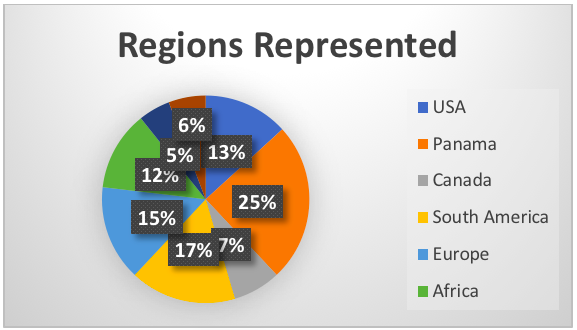 Regions Represented
6%
5%
13%
12%
25%
15%
17%
7%
USA
Panama
Canada
South America
Europe
Africa